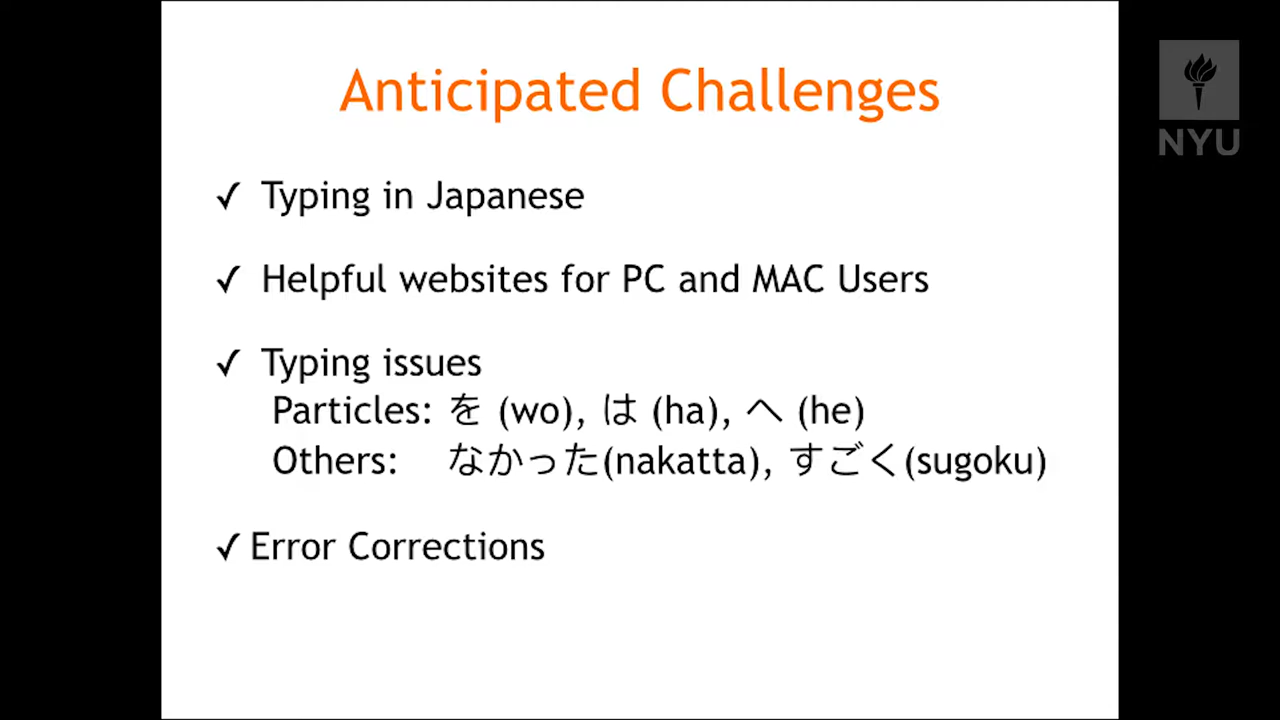 Anticipated Challenges
✓ Typing in Japanese
✓ Helpful websites for PC and MAC Users
✓ Typing issues
Particles: を (wo), は (ha), へ (he)
Others: なかった(nakatta), すごく(sugoku)
✓ Error Corrections
NYU